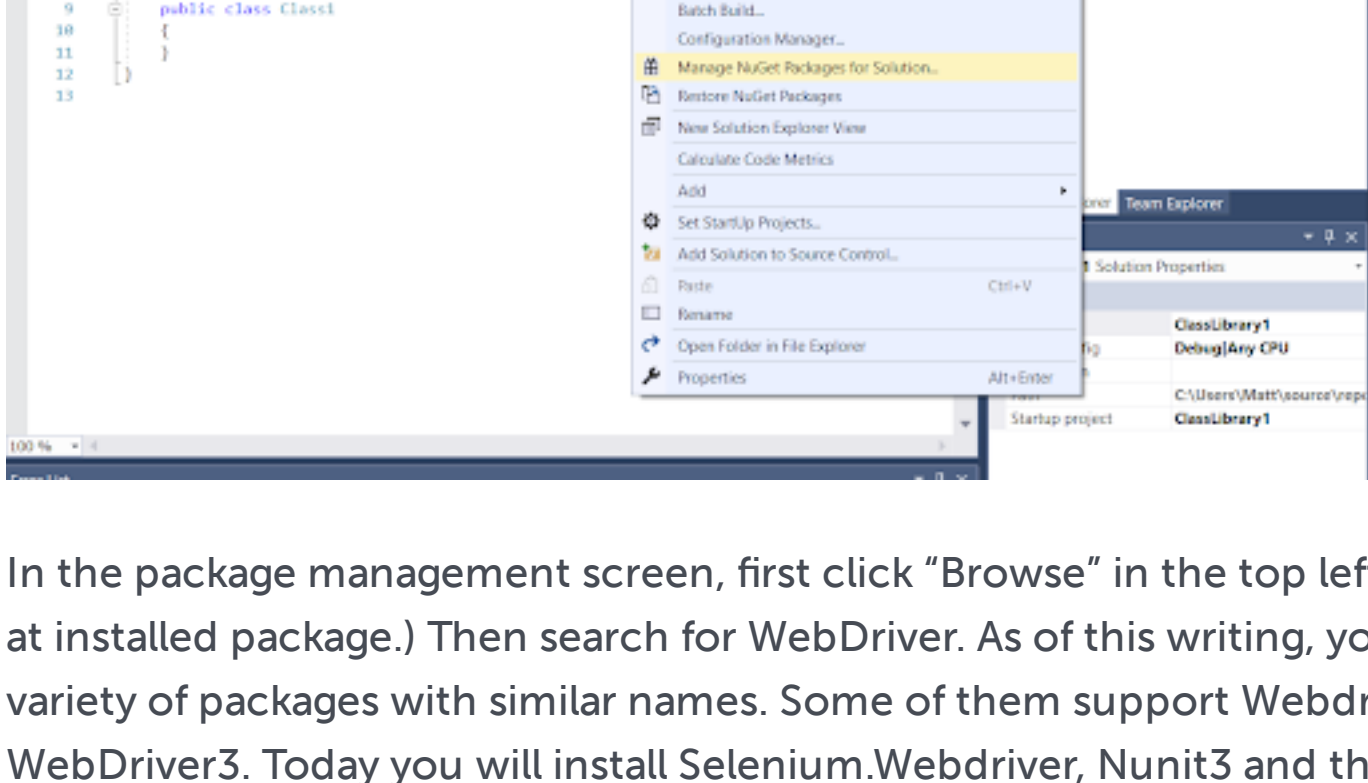 9 public class Class1
Batch Build...
10 {
Configuration Manager...
11 }
Manage NuGet Packages for Solution...
12 }
13
Restore NuGet Packages
New Solution Explorer View
Calculate Code Metrics
Add
orer Team Explorer
Set StartUp Projects...
Add Solution to Source Control...
1 Solution Properties
Paste Ctrl+V
Rename
ClassLibrary1
Open Folder in File Explorer
fig Debug|Any CPU
Properties Alt+Enter
C:\Users\Matt\source\repo
Startup project ClassLibrary1
100 %
In the package management screen, first click “Browse” in the top lef
at installed package.) Then search for WebDriver. As of this writing, yo
variety of packages with similar names. Some of them support Webdr
WebDriver3. Today you will install Selenium.Webdriver, Nunit3 and th